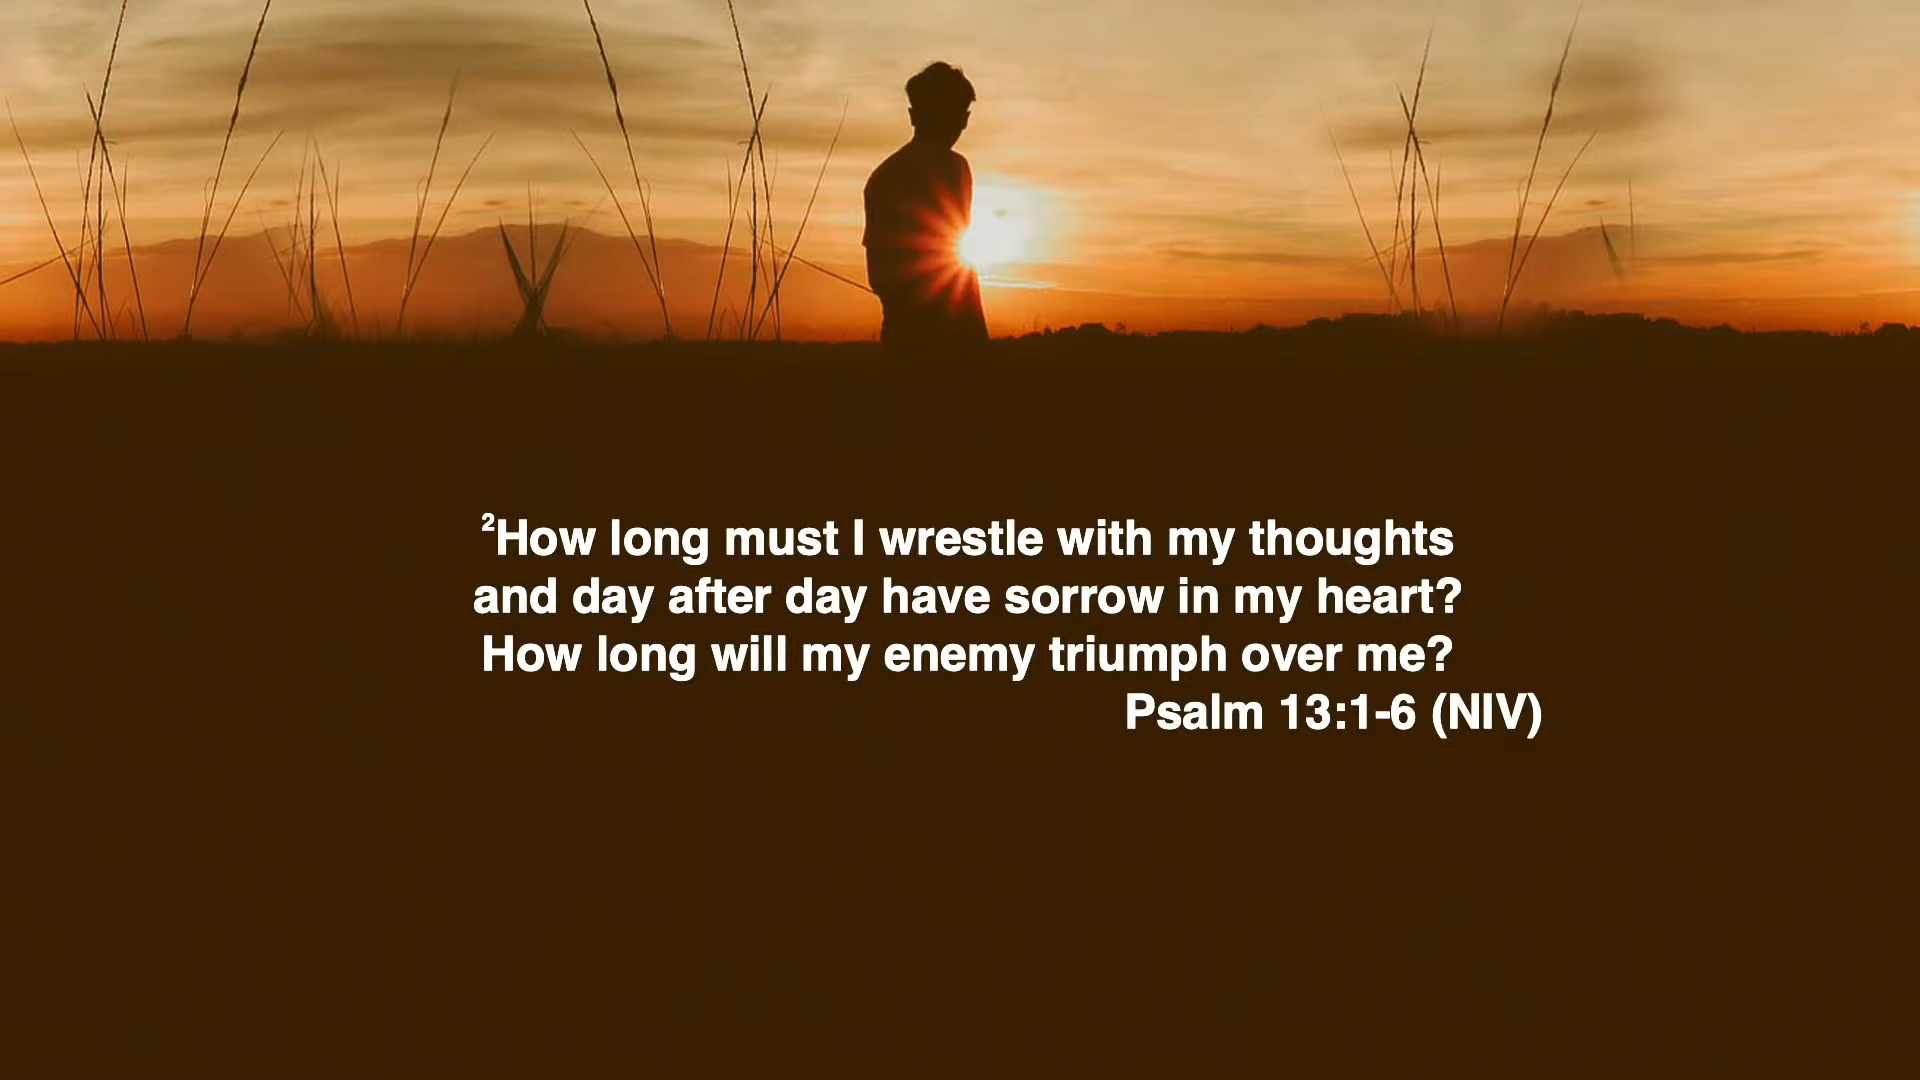 ²How long must I wrestle with my thoughts
and day after day have sorrow in my heart?
How long will my enemy triumph over me?
Psalm 13:1-6 (NIV)